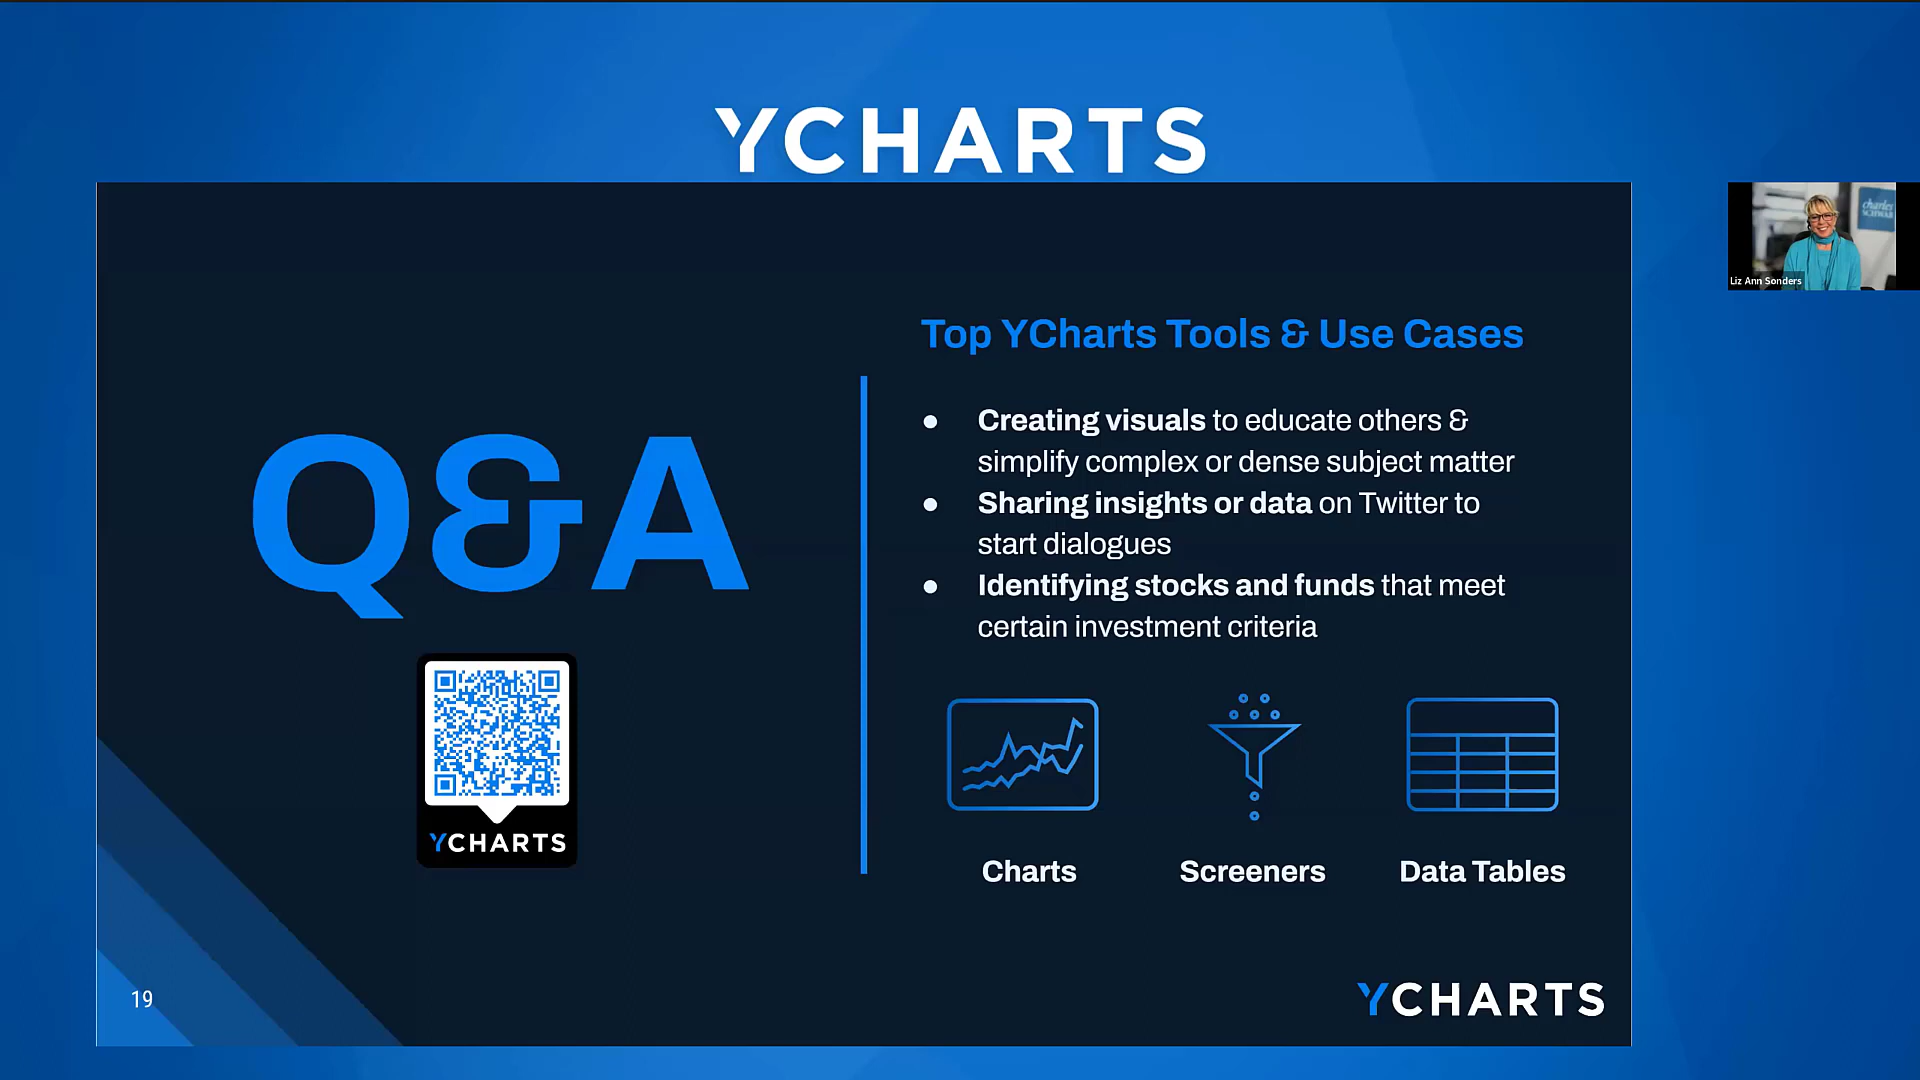 YCHARTS
charles
SCHWAB
Liz Ann Sonders
Top YCharts Tools & Use Cases
Q&A
● Creating visuals to educate others &
simplify complex or dense subject matter
● Sharing insights or data on Twitter to
start dialogues
● Identifying stocks and funds that meet
certain investment criteria
YCHARTS
Charts
Screeners
Data Tables
19
YCHARTS